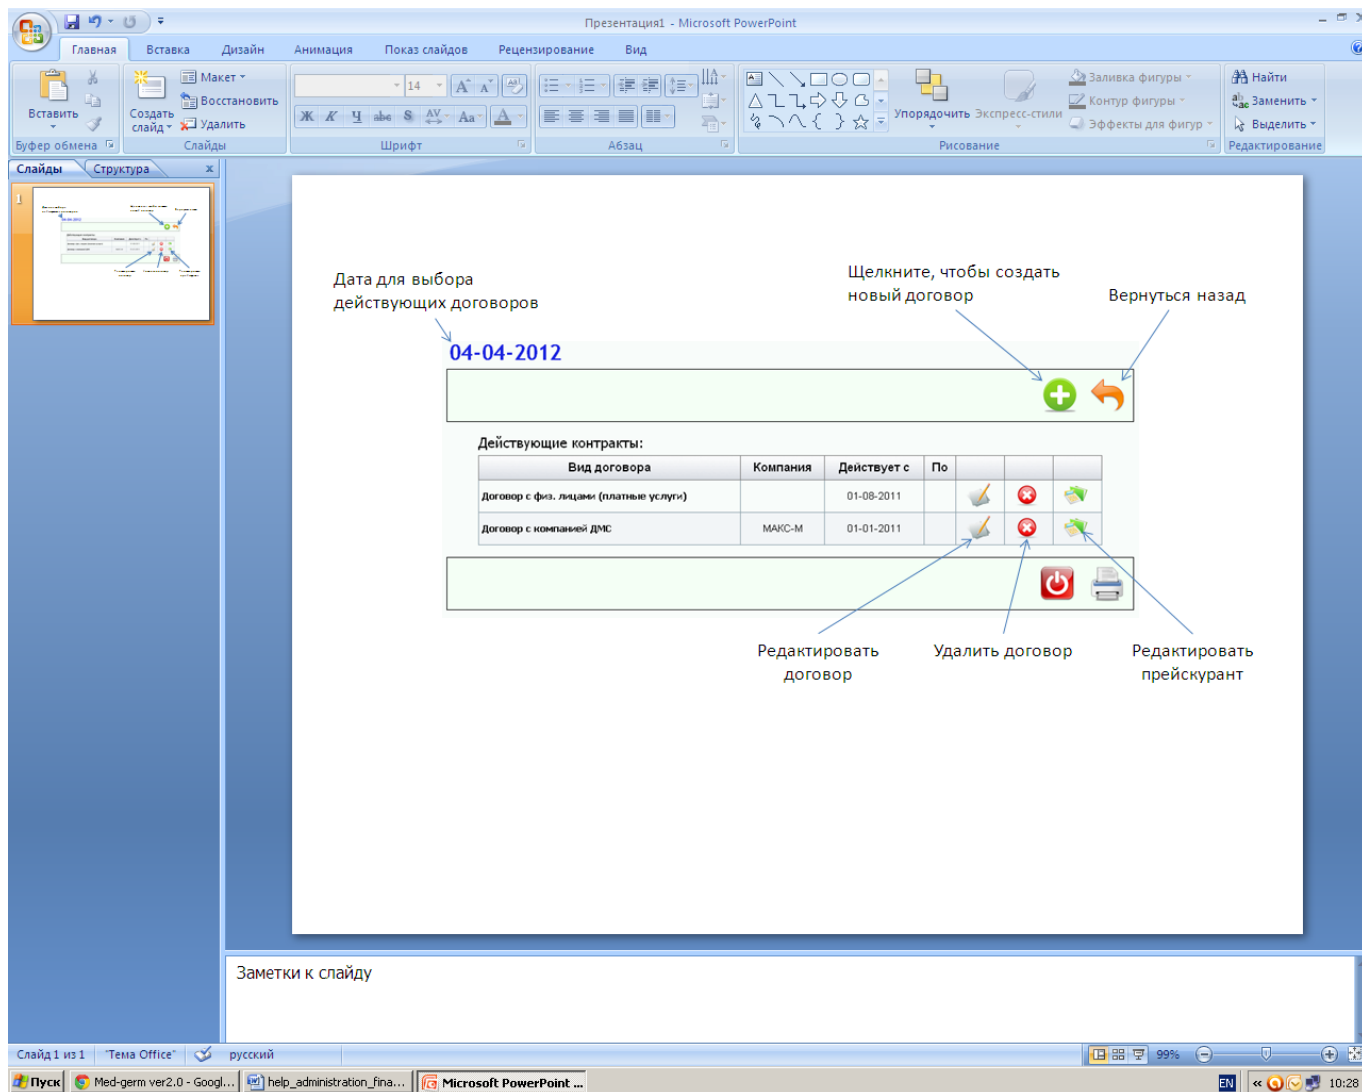 Презентация1 - Microsoft PowerPoint
Главная Вставка Дизайн Анимация Показ слайдов Рецензирование Вид
Вставить
Создать слайд
Макет
Восстановить
Удалить
14
Ж К Ч abe S AV Aa A
Упорядочить
Экспресс-стили
Заливка фигуры
Контур фигуры
Эффекты для фигур
Найти
Заменить
Выделить
Буфер обмена Слайды Шрифт Абзац Рисование Редактирование
Слайды Структура x
1
Дата для выбора
действующих договоров
Щелкните, чтобы создать
новый договор
Вернуться назад
04-04-2012
Действующие контракты:
Вид договора Компания Действует с По
Договор с физ. лицами (платные услуги) 01-08-2011
Договор с компанией ДМС МАКС-М 01-01-2011
Редактировать
договор
Удалить договор
Редактировать
прейскурант
Заметки к слайду
Слайд 1 из 1 "Тема Office" русский 99%
Пуск Med-germ ver2.0 - Googl... help_administration_fina... Microsoft PowerPoint ... EN « 10:28